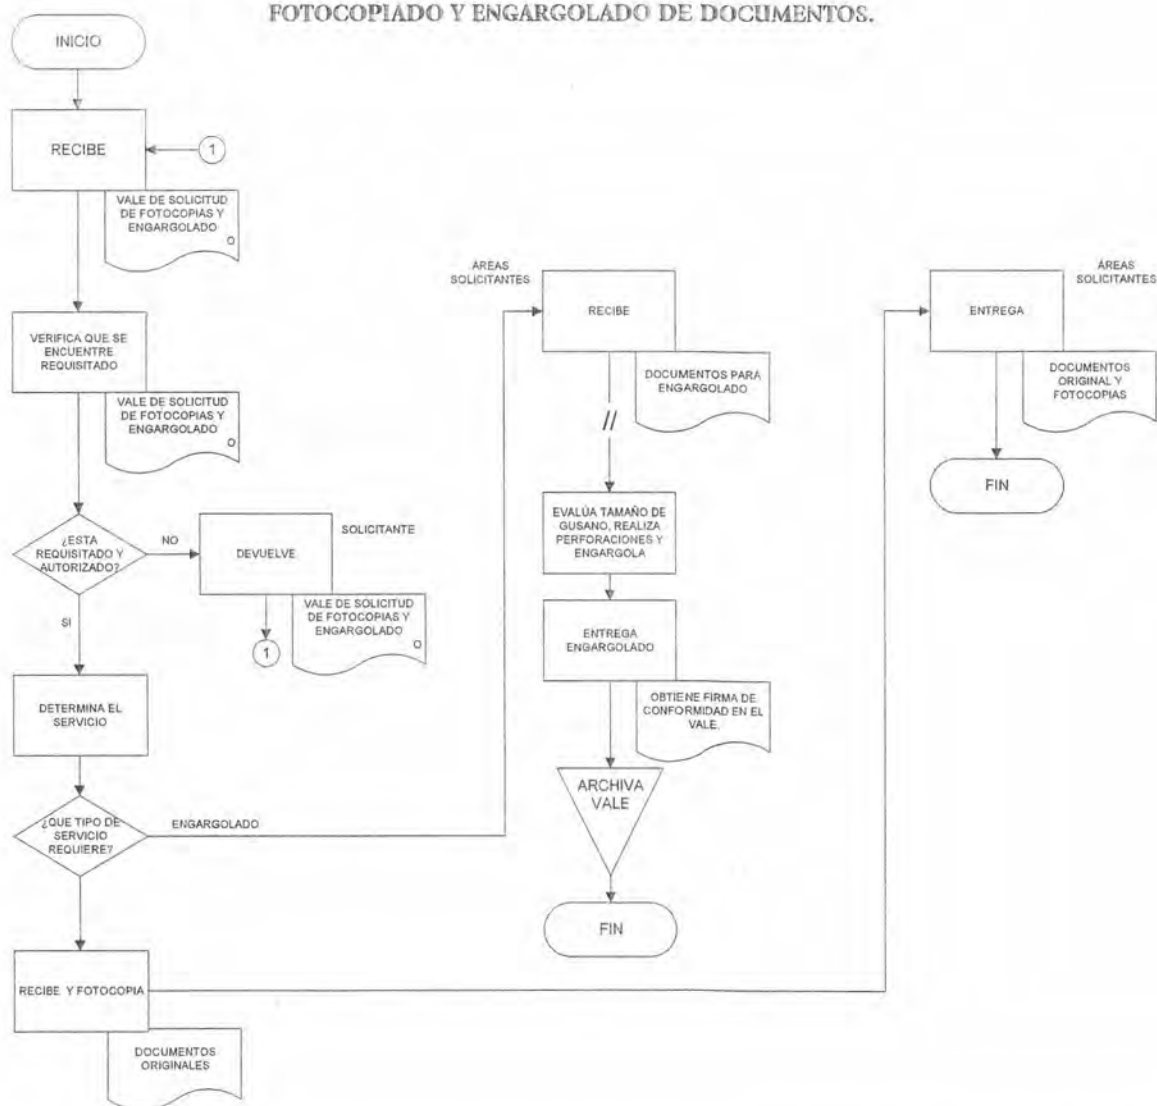 FOTOCOPIADO Y ENGARGOLADO DE DOCUMENTOS.
INICIO
RECIBE
1
VALE DE SOLICITUD
DE FOTOCOPIAS Y
ENGARGOLADO
O
VERIFICA QUE SE
ENCUENTRE
REQUISITADO
VALE DE SOLICITUD
DE FOTOCOPIAS Y
ENGARGOLADO
O
¿ESTA
REQUISITADO Y
AUTORIZADO?
NO
SOLICITANTE
DEVUELVE
VALE DE SOLICITUD
DE FOTOCOPIAS Y
ENGARGOLADO
O
1
SI
DETERMINA EL
SERVICIO
¿QUE TIPO DE
SERVICIO
REQUIERE?
ENGARGOLADO
RECIBE Y FOTOCOPIA
DOCUMENTOS
ORIGINALES
ÁREAS
SOLICITANTES
RECIBE
DOCUMENTOS PARA
ENGARGOLADO
//
EVALÚA TAMAÑO DE
GUSANO, REALIZA
PERFORACIONES Y
ENGARGOLA
ENTREGA
ENGARGOLADO
OBTIENE FIRMA DE
CONFORMIDAD EN EL
VALE.
ARCHIVA
VALE
FIN
ÁREAS
SOLICITANTES
ENTREGA
DOCUMENTOS
ORIGINAL Y
FOTOCOPIAS
FIN